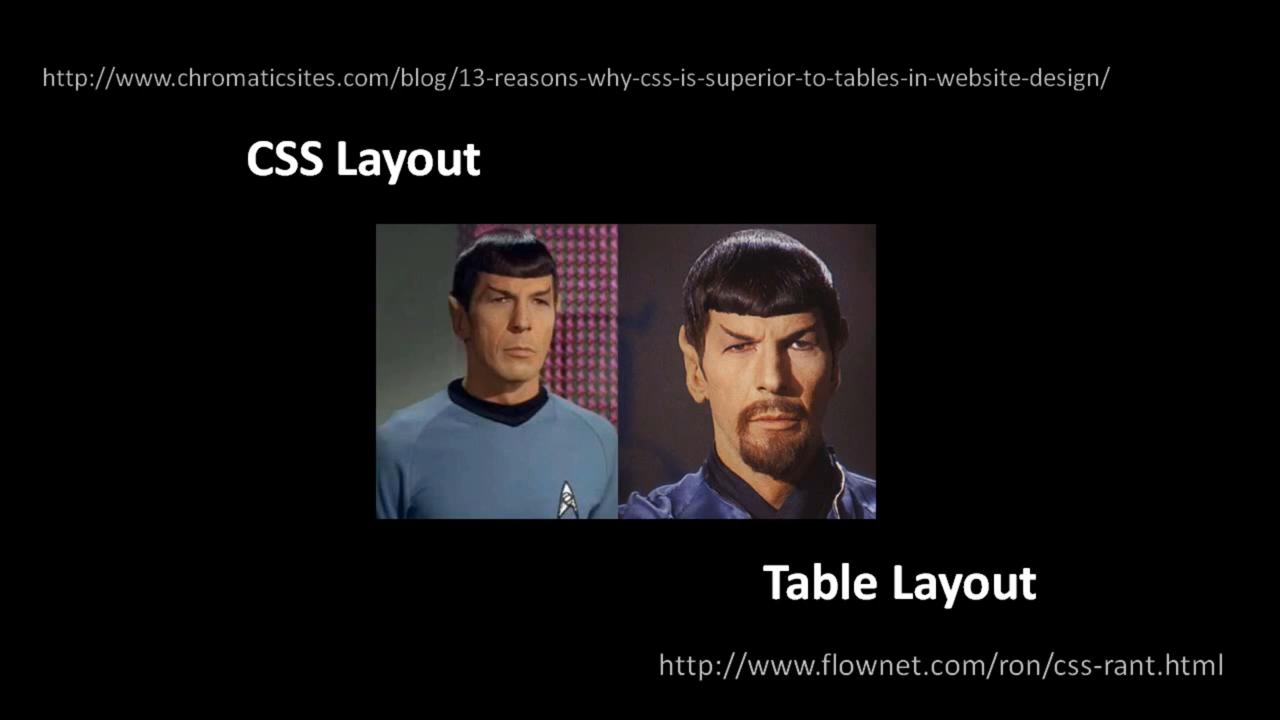 http://www.chromaticsites.com/blog/13-reasons-why-css-is-superior-to-tables-in-website-design/
CSS Layout
Table Layout
http://www.flownet.com/ron/css-rant.html